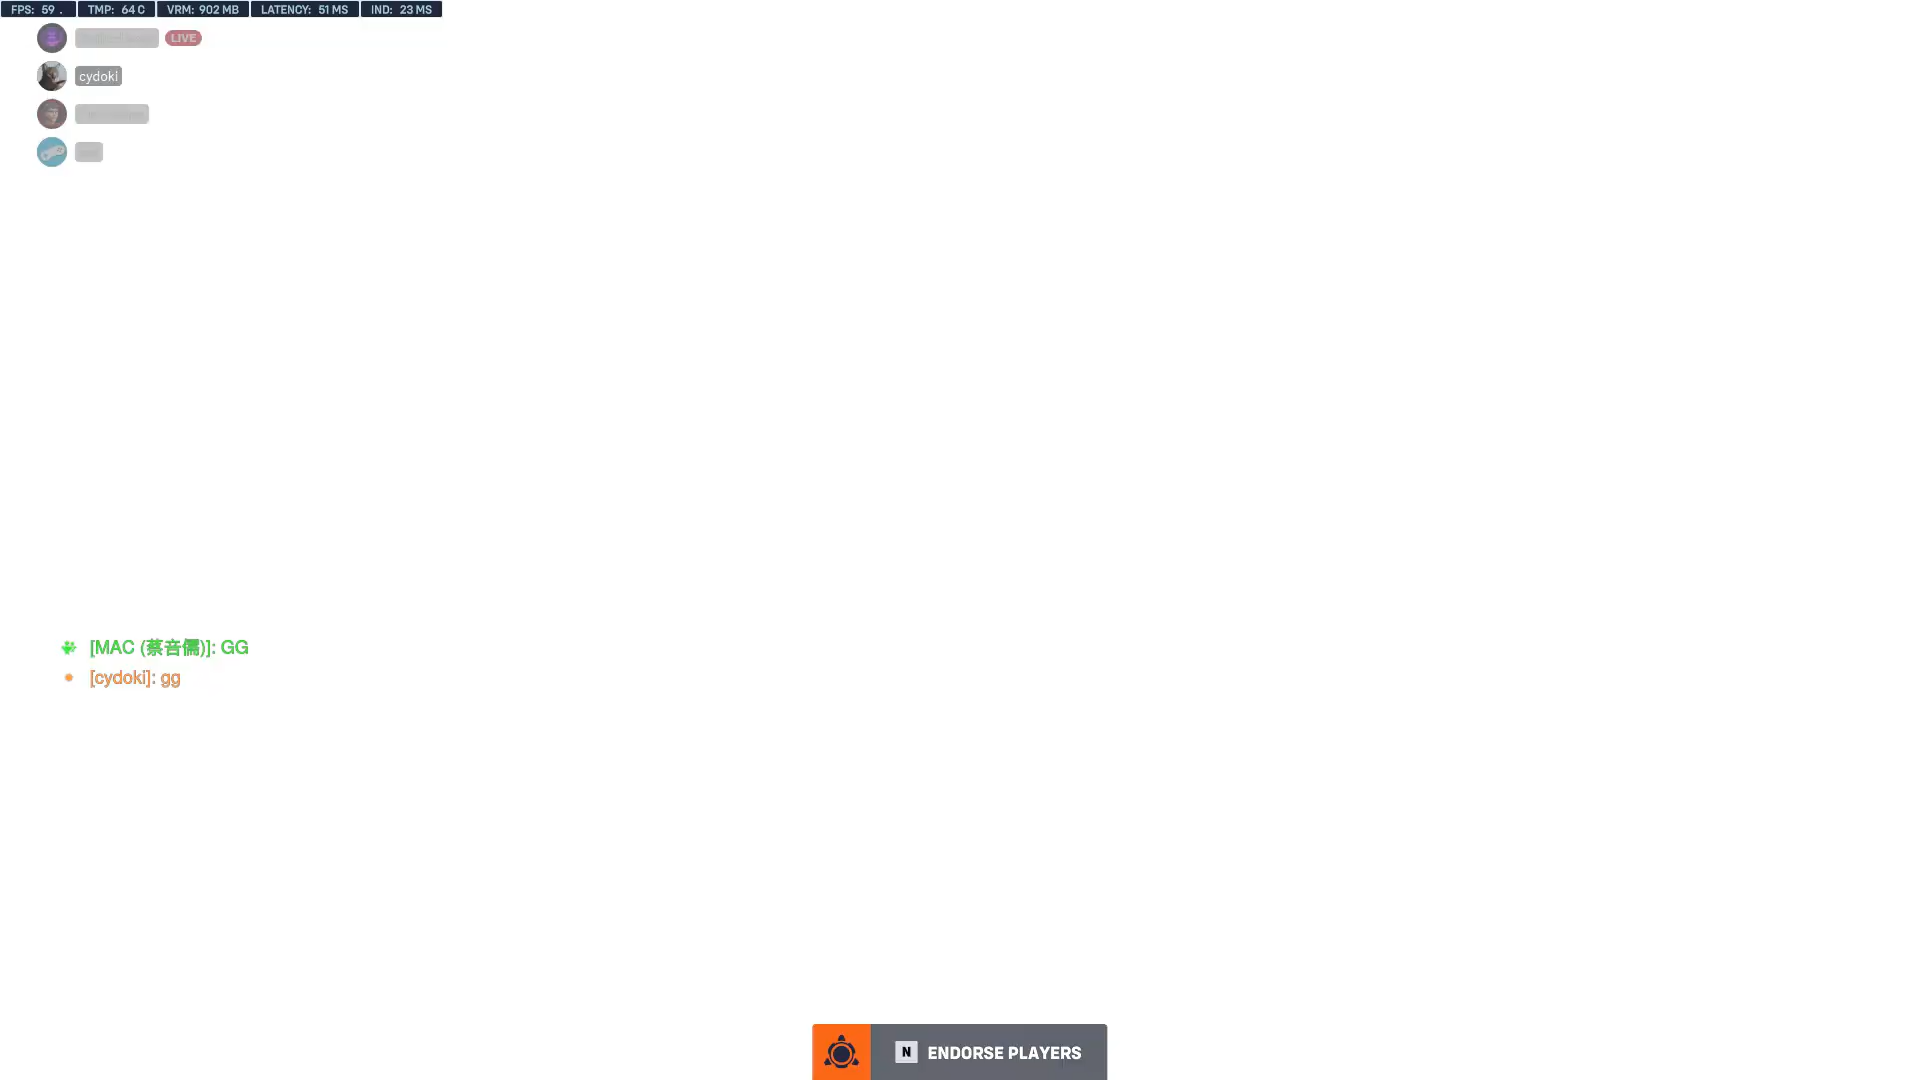 FPS: 59 . TMP: 64 C VRM: 902 MB LATENCY: 51 MS IND: 23 MS
LIVE
cydoki
[MAC (蔡音儒)]: GG
[cydoki]: gg
N ENDORSE PLAYERS